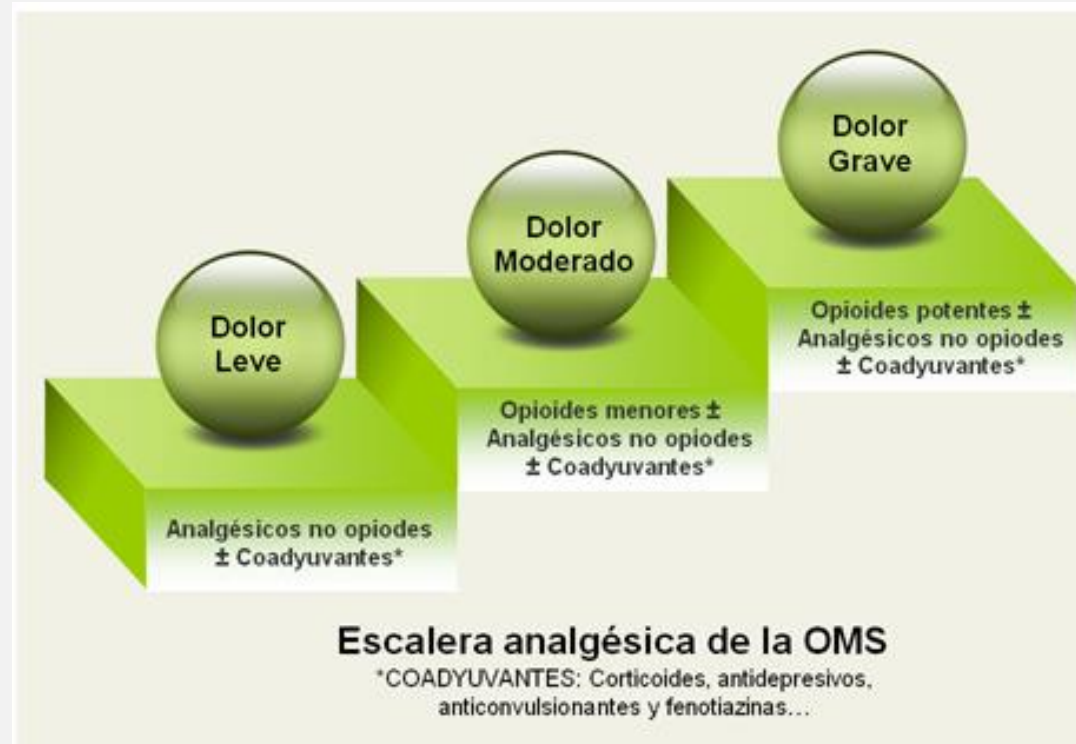 Dolor
Grave
Dolor
Moderado
Dolor
Leve
Opioides potentes ±
Analgésicos no opiodes
± Coadyuvantes*
Opioides menores ±
Analgésicos no opiodes
± Coadyuvantes*
Analgésicos no opiodes
± Coadyuvantes*
Escalera analgésica de la OMS
*COADYUVANTES: Corticoides, antidepresivos,
anticonvulsionantes y fenotiazinas…